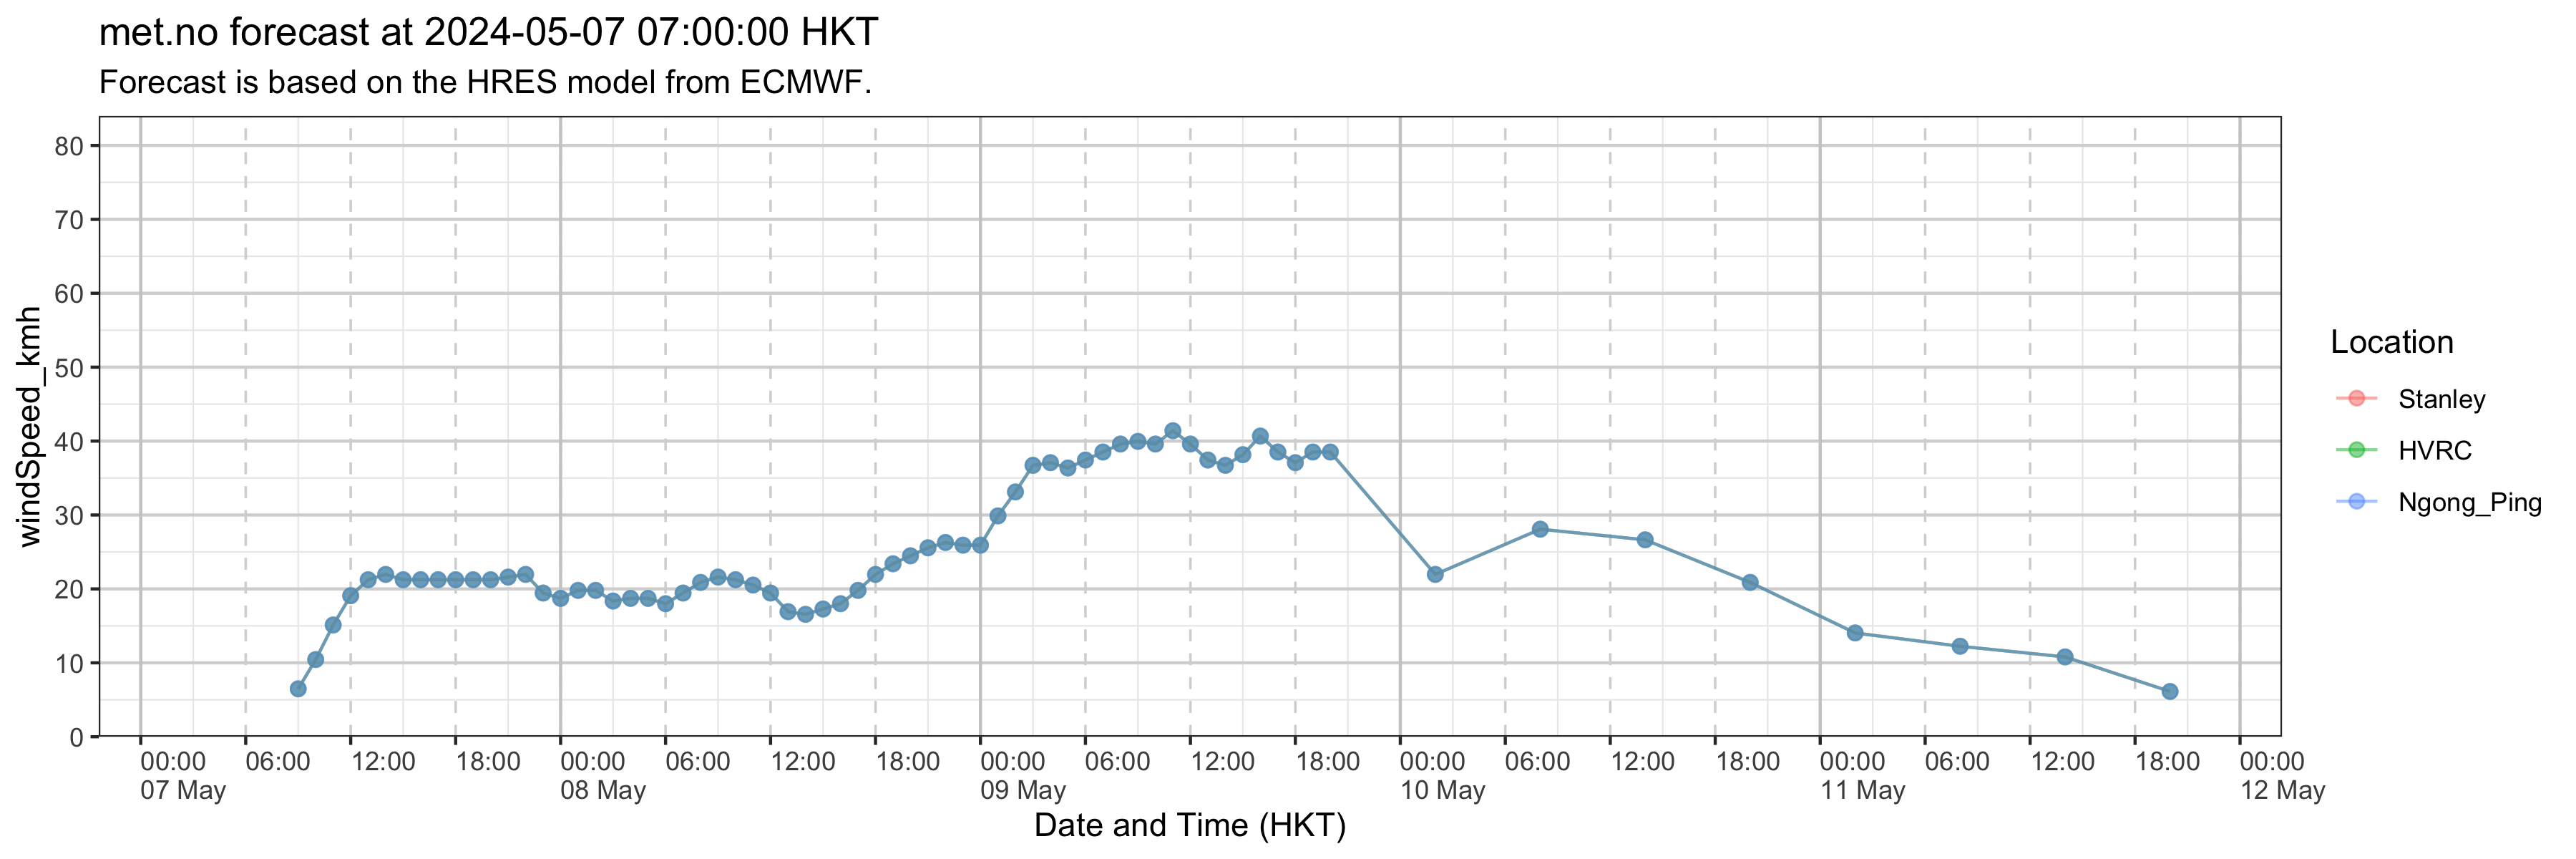 met.no forecast at 2024-05-07 07:00:00 HKT
Forecast is based on the HRES model from ECMWF.
windSpeed_kmh
80
70
60
50
40
30
20
10
0
00:00 06:00 12:00 18:00 00:00 06:00 12:00 18:00 00:00 06:00 12:00 18:00 00:00 06:00 12:00 18:00 00:00 06:00 12:00 18:00 00:00
07 May 08 May 09 May 10 May 11 May 12 May
Date and Time (HKT)
Location
Stanley
HVRC
Ngong_Ping